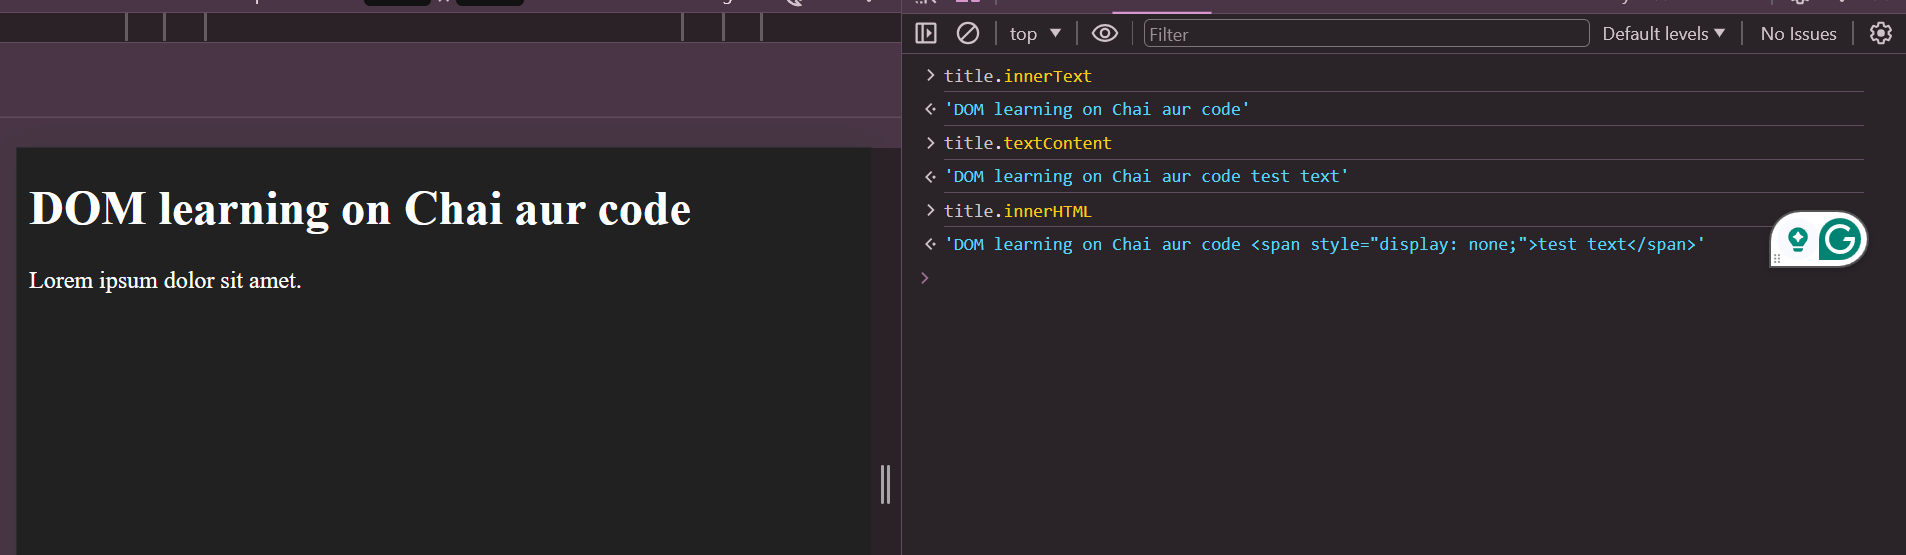 DOM learning on Chai aur code
Lorem ipsum dolor sit amet.
top
Filter
Default levels
No Issues
title.innerText
'DOM learning on Chai aur code'
title.textContent
'DOM learning on Chai aur code test text'
title.innerHTML
'DOM learning on Chai aur code <span style="display: none;">test text</span>'